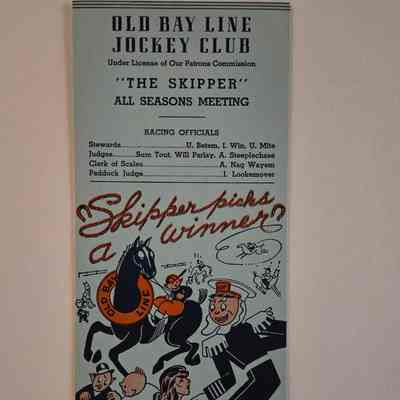 OLD BAY LINE
JOCKEY CLUB
Under License of Our Patrons Commission
"THE SKIPPER"
ALL SEASONS MEETING
RACING OFFICIALS
Stewards......................U. Betem, I. Win, U. Mite
Judges..........Sam Tout, Will Parlay, A. Steeplechase
Clerk of Scales..............................A. Nag Wayem
Paddock Judge..............................I. Lookemover
Skipper picks
a winner
OLD BAY LINE